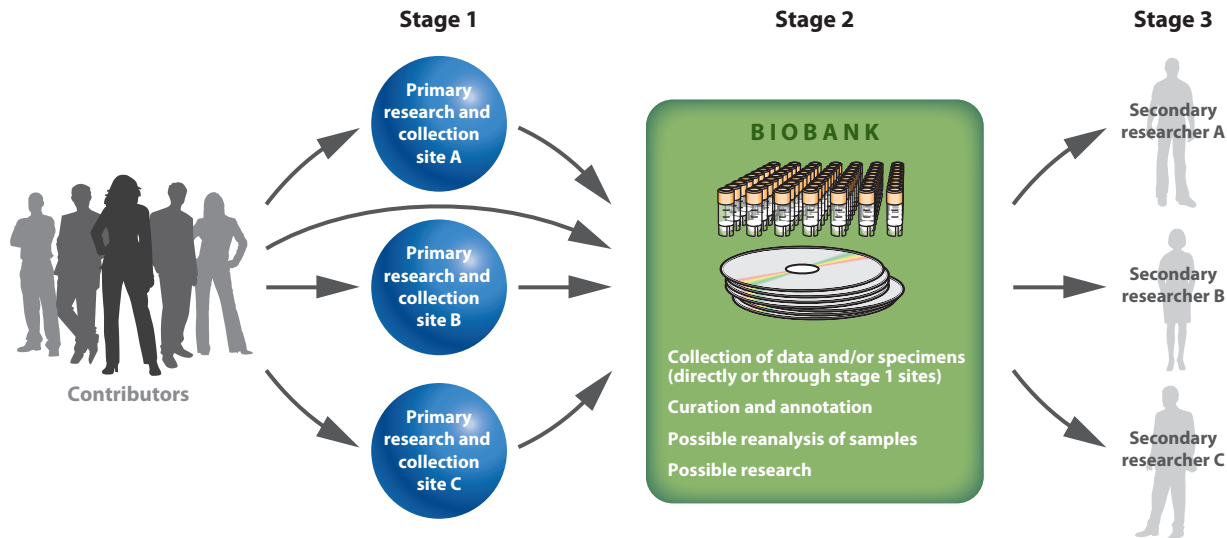 Stage 1
Stage 2
Stage 3
Contributors
Primary
research and
collection
site A
Primary
research and
collection
site B
Primary
research and
collection
site C
BIOBANK
Collection of data and/or specimens
(directly or through stage 1 sites)
Curation and annotation
Possible reanalysis of samples
Possible research
Secondary
researcher A
Secondary
researcher B
Secondary
researcher C